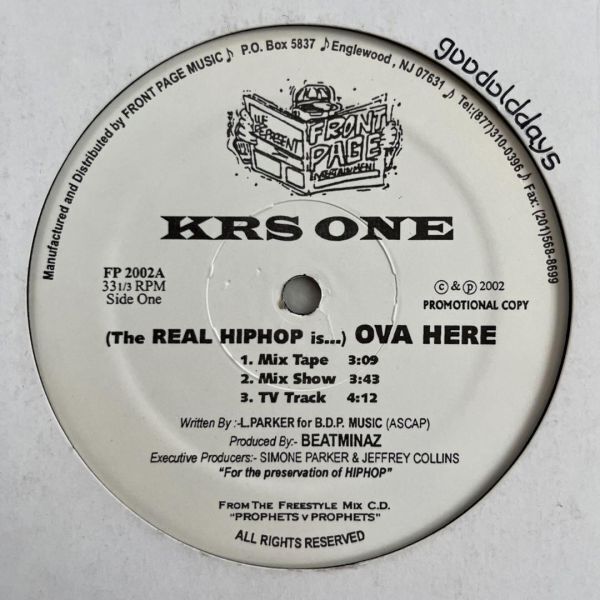 gooddolddays
Manufactured and Distributed by FRONT PAGE MUSIC♪ P.O. Box 5837 ♪Englewood, NJ 07631 ♪ Tel:(877)310-0396♪ Fax: (201)568-8699
WE REPRESENT
FRONT PAGE
ENTERTAINMENT
KRS ONE
FP 2002A
33 1/3 RPM
Side One
© & ℗ 2002
PROMOTIONAL COPY
(The REAL HIPHOP is...) OVA HERE
1. Mix Tape 3:09
2. Mix Show 3:43
3. TV Track 4:12
Written By :-L.PARKER for B.D.P. MUSIC (ASCAP)
Produced By:- BEATMINAZ
Executive Producers:- SIMONE PARKER & JEFFREY COLLINS
"For the preservation of HIPHOP"
FROM THE FREESTYLE MIX C.D.
"PROPHETS V PROPHETS"
ALL RIGHTS RESERVED